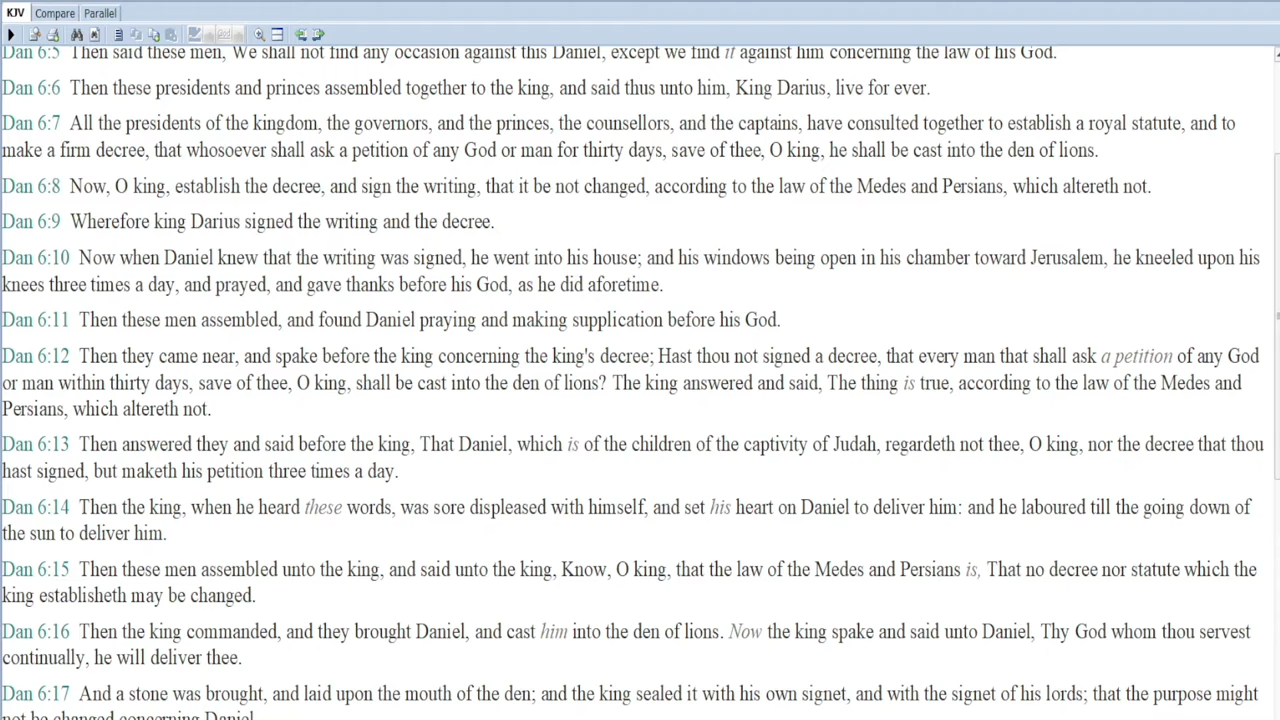 KJV Compare Parallel
Dan 6:5 Then said these men, We shall not find any occasion against this Daniel, except we find it against him concerning the law of his God.
Dan 6:6 Then these presidents and princes assembled together to the king, and said thus unto him, King Darius, live for ever.
Dan 6:7 All the presidents of the kingdom, the governors, and the princes, the counsellors, and the captains, have consulted together to establish a royal statute, and to
make a firm decree, that whosoever shall ask a petition of any God or man for thirty days, save of thee, O king, he shall be cast into the den of lions.
Dan 6:8 Now, O king, establish the decree, and sign the writing, that it be not changed, according to the law of the Medes and Persians, which altereth not.
Dan 6:9 Wherefore king Darius signed the writing and the decree.
Dan 6:10 Now when Daniel knew that the writing was signed, he went into his house; and his windows being open in his chamber toward Jerusalem, he kneeled upon his
knees three times a day, and prayed, and gave thanks before his God, as he did aforetime.
Dan 6:11 Then these men assembled, and found Daniel praying and making supplication before his God.
Dan 6:12 Then they came near, and spake before the king concerning the king's decree; Hast thou not signed a decree, that every man that shall ask a petition of any God
or man within thirty days, save of thee, O king, shall be cast into the den of lions? The king answered and said, The thing is true, according to the law of the Medes and
Persians, which altereth not.
Dan 6:13 Then answered they and said before the king, That Daniel, which is of the children of the captivity of Judah, regardeth not thee, O king, nor the decree that thou
hast signed, but maketh his petition three times a day.
Dan 6:14 Then the king, when he heard these words, was sore displeased with himself, and set his heart on Daniel to deliver him: and he laboured till the going down of
the sun to deliver him.
Dan 6:15 Then these men assembled unto the king, and said unto the king, Know, O king, that the law of the Medes and Persians is, That no decree nor statute which the
king establisheth may be changed.
Dan 6:16 Then the king commanded, and they brought Daniel, and cast him into the den of lions. Now the king spake and said unto Daniel, Thy God whom thou servest
continually, he will deliver thee.
Dan 6:17 And a stone was brought, and laid upon the mouth of the den; and the king sealed it with his own signet, and with the signet of his lords; that the purpose might
not be changed concerning Daniel.